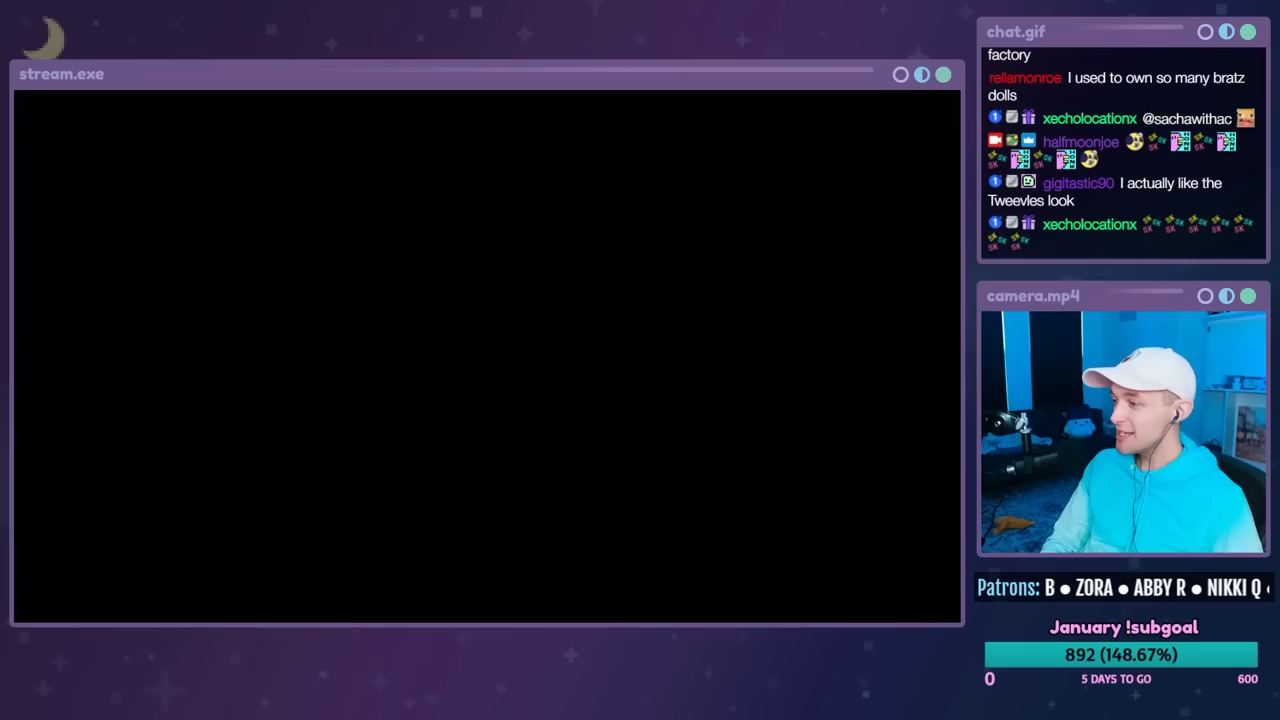 stream.exe
chat.gif
factory
rellamonroe I used to own so many bratz
dolls
xecholocationx @sachawithac
halfmoonjoe
gigitastic90 I actually like the
Tweevles look
xecholocationx
camera.mp4
Patrons: B ● ZORA ● ABBY R ● NIKKI Q
January !subgoal
892 (148.67%)
0 5 DAYS TO GO 600